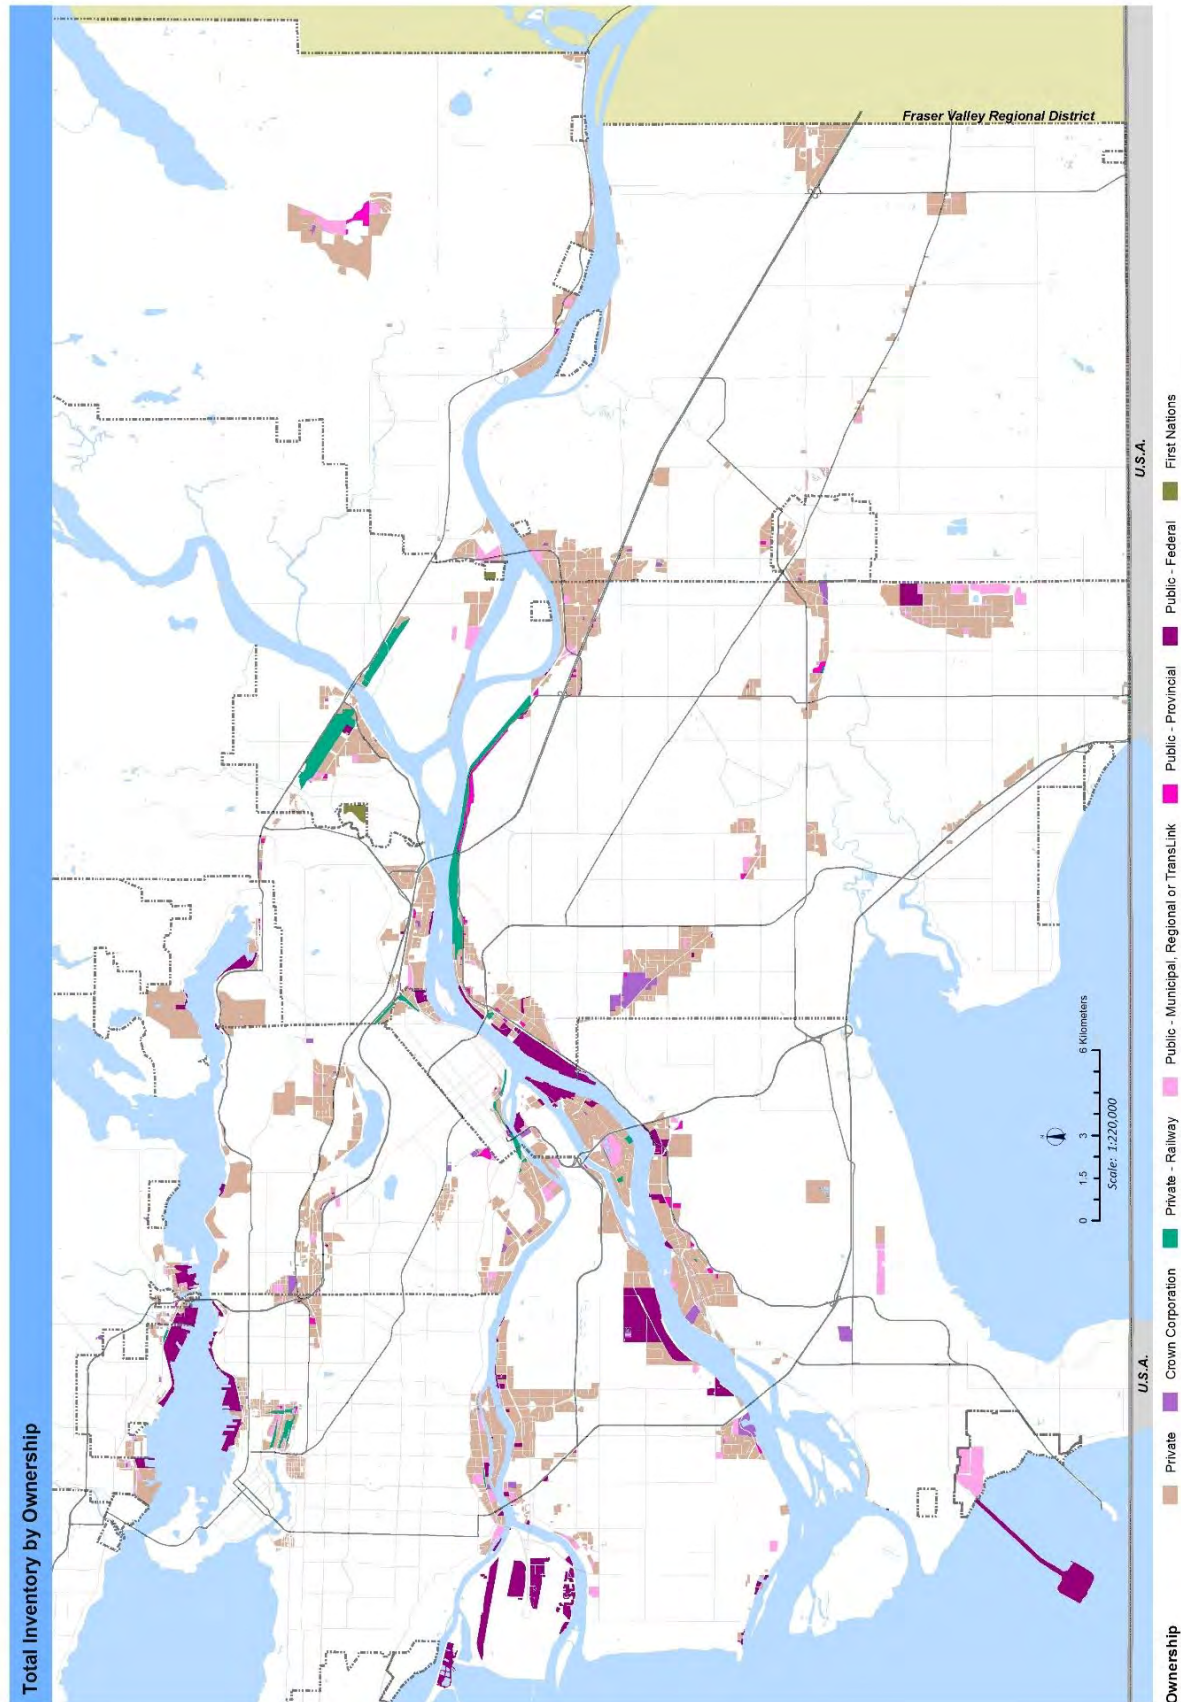 Total Inventory by Ownership
Fraser Valley Regional District
U.S.A.
U.S.A.
0 1.5 3 6 Kilometers
Scale: 1:220,000
Ownership
Private
Crown Corporation
Private - Railway
Public - Municipal, Regional or TransLink
Public - Provincial
Public - Federal
First Nations